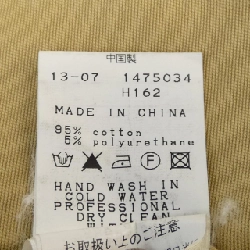 中国製
13-07 1475034
H162
MADE IN CHINA
95% cotton
5% polyurethane
HAND WASH IN
COLD WATER
PROFESSIONAL
DRY CLEAN
お取扱い上のご注意